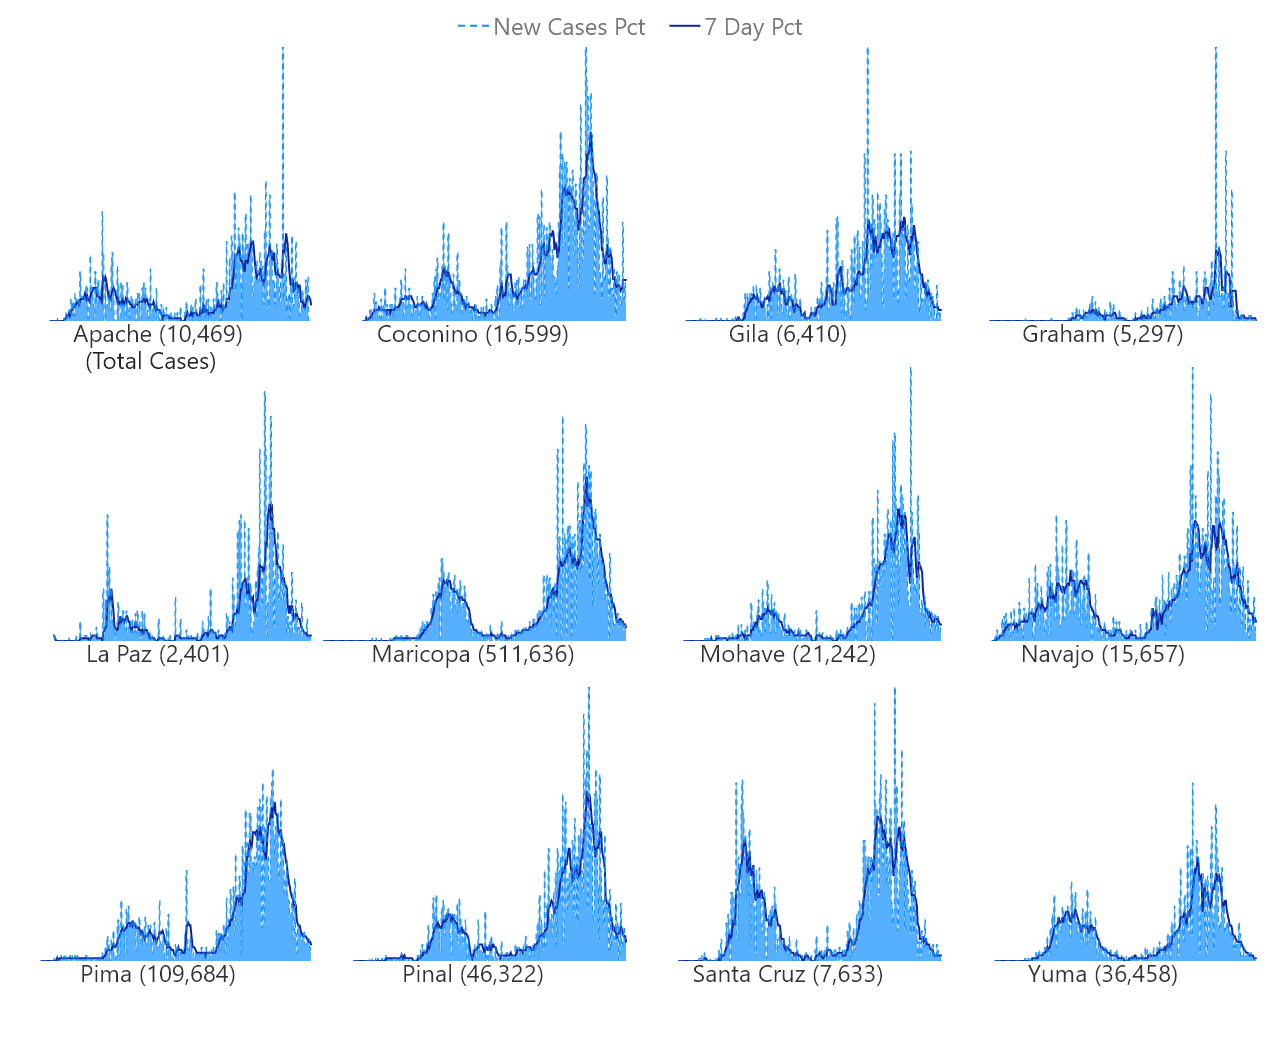 New Cases Pct 7 Day Pct
Apache (10,469) Coconino (16,599) Gila (6,410) Graham (5,297)
(Total Cases)
La Paz (2,401) Maricopa (511,636) Mohave (21,242) Navajo (15,657)
Pima (109,684) Pinal (46,322) Santa Cruz (7,633) Yuma (36,458)